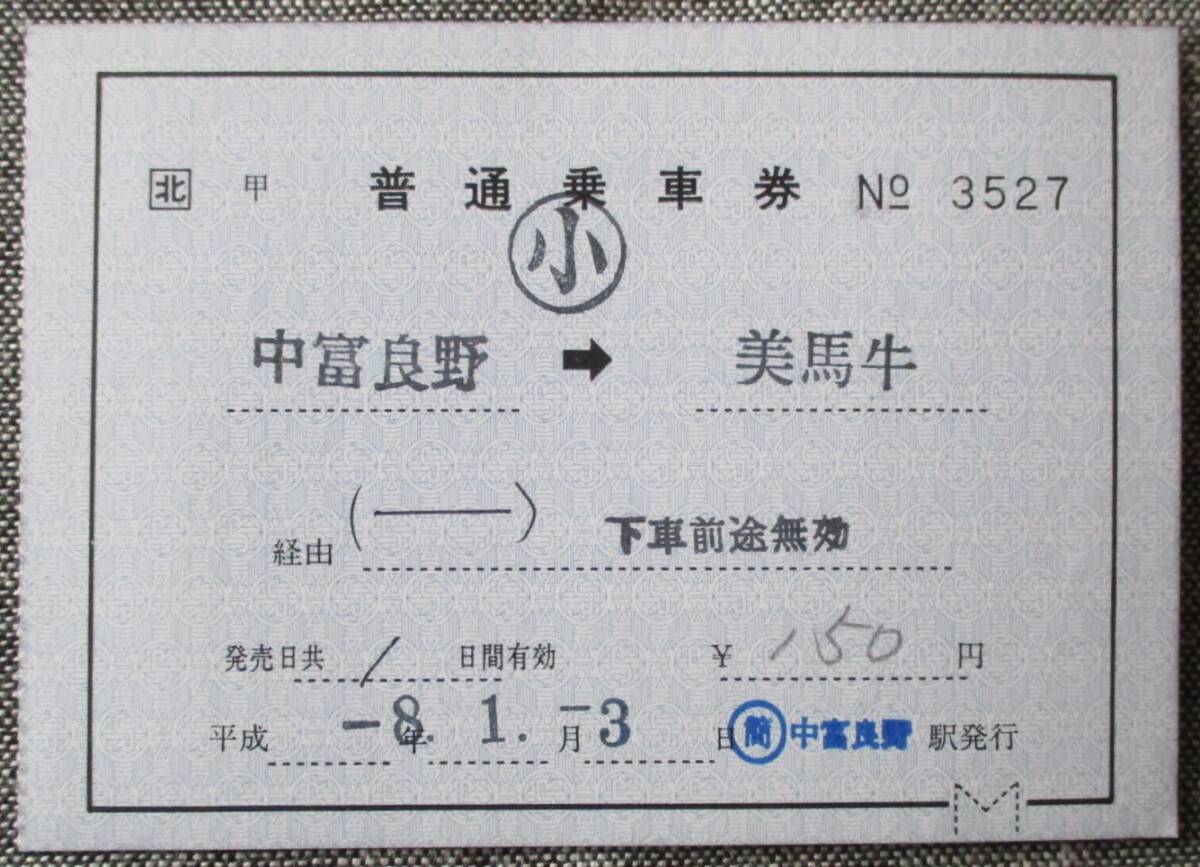 北 甲 普通乗車券 No 3527
小
中富良野 ➡ 美馬牛
経由 (——) 下車前途無効
発売日共 / 日間有効 ¥ 150 円
平成 -8.年 1.月 -3 日 簡 中富良野 駅発行